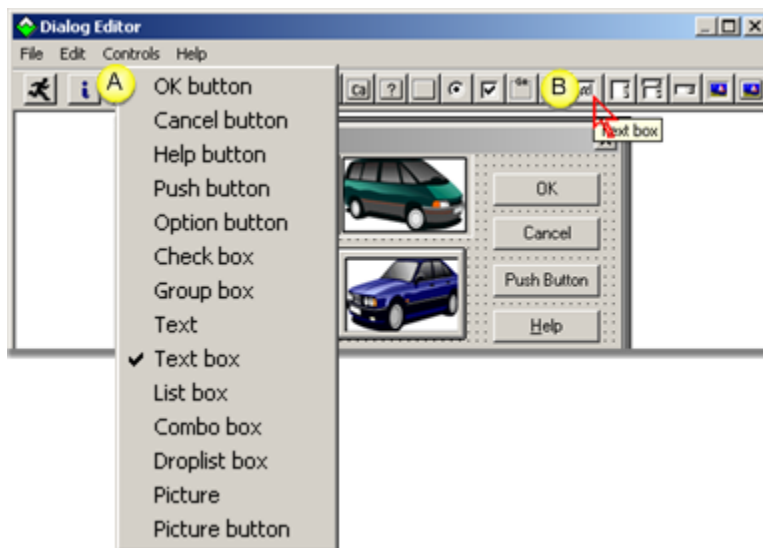 Dialog Editor
File Edit Controls Help
A
B
Ca ?
Text box
OK button
Cancel button
Help button
Push button
Option button
Check box
Group box
Text
Text box
List box
Combo box
Droplist box
Picture
Picture button
OK
Cancel
Push Button
Help